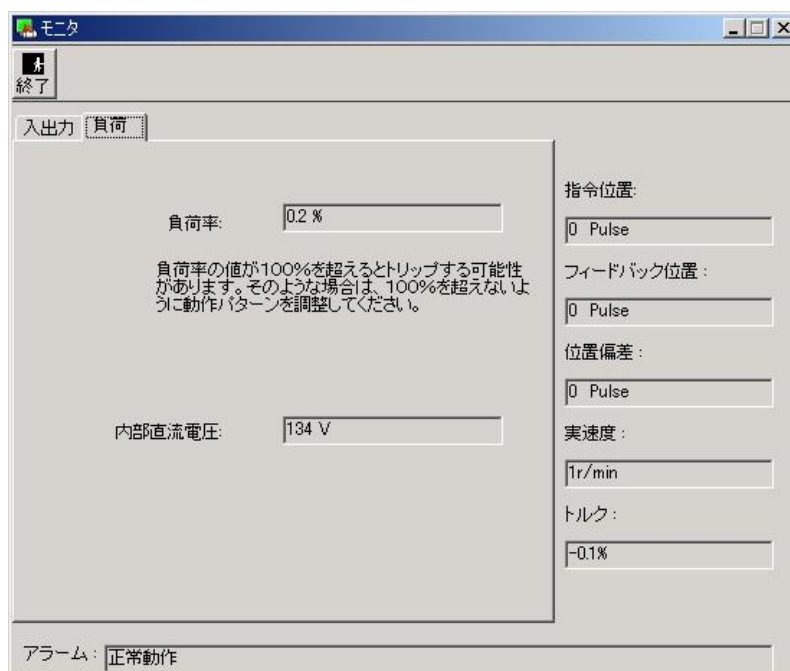 モニタ
終了
入出力 負荷
負荷率: 0.2 %
負荷率の値が100%を超えるとトリップする可能性
があります。そのような場合は、100%を超えないよ
うに動作パターンを調整してください。
内部直流電圧: 134 V
指令位置:
0 Pulse
フィードバック位置:
0 Pulse
位置偏差:
0 Pulse
実速度:
1r/min
トルク:
-0.1%
アラーム: 正常動作